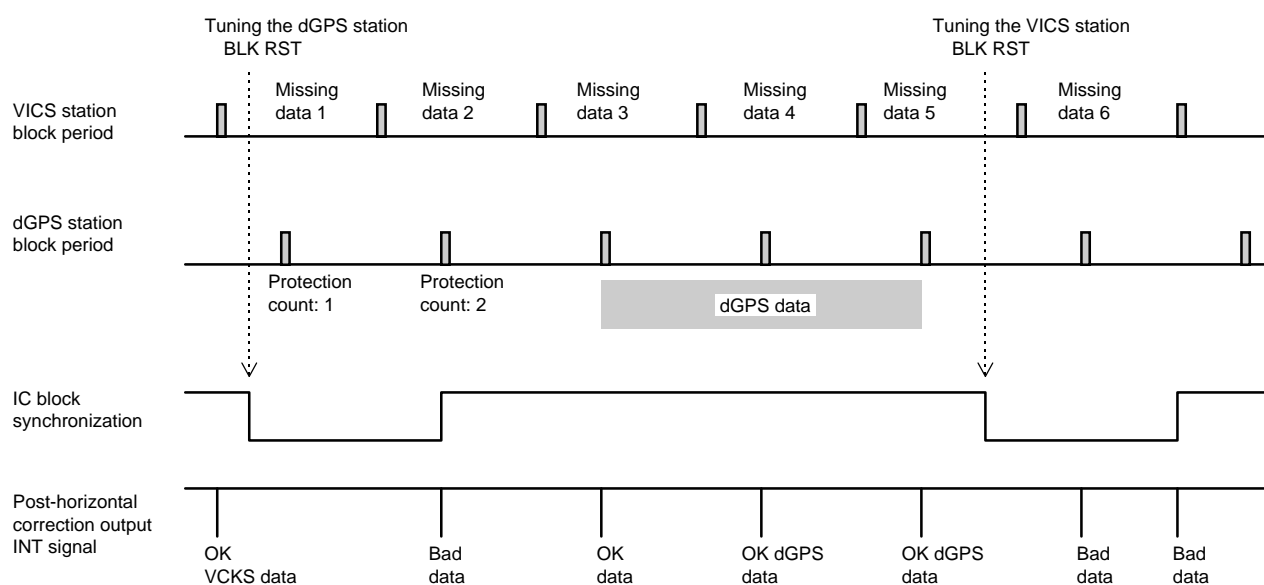 Tuning the dGPS station
BLK RST
Tuning the VICS station
BLK RST
VICS station
block period
Missing
data 1
Missing
data 2
Missing
data 3
Missing
data 4
Missing
data 5
Missing
data 6
dGPS station
block period
Protection
count: 1
Protection
count: 2
dGPS data
IC block
synchronization
Post-horizontal
correction output
INT signal
OK
VCKS data
Bad
data
OK
data
OK dGPS
data
OK dGPS
data
Bad
data
Bad
data